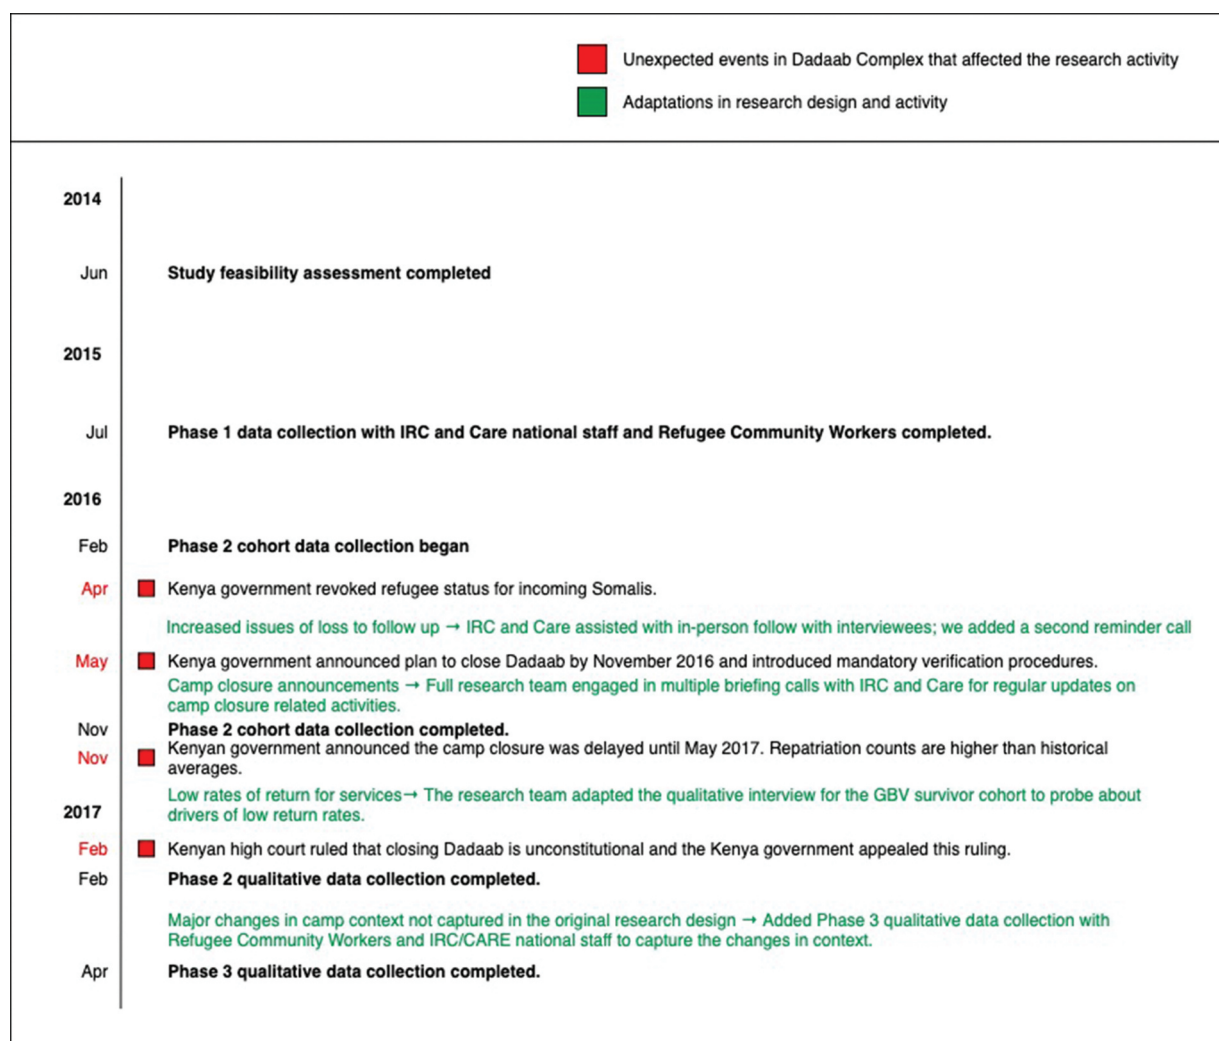 Unexpected events in Dadaab Complex that affected the research activity
Adaptations in research design and activity
2014
Jun Study feasibility assessment completed
2015
Jul Phase 1 data collection with IRC and Care national staff and Refugee Community Workers completed.
2016
Feb Phase 2 cohort data collection began
Apr Kenya government revoked refugee status for incoming Somalis.
Increased issues of loss to follow up → IRC and Care assisted with in-person follow with interviewees; we added a second reminder call
May Kenya government announced plan to close Dadaab by November 2016 and introduced mandatory verification procedures.
Camp closure announcements → Full research team engaged in multiple briefing calls with IRC and Care for regular updates on
camp closure related activities.
Nov Phase 2 cohort data collection completed.
Nov Kenyan government announced the camp closure was delayed until May 2017. Repatriation counts are higher than historical
averages.
Low rates of return for services→ The research team adapted the qualitative interview for the GBV survivor cohort to probe about
drivers of low return rates.
2017
Feb Kenyan high court ruled that closing Dadaab is unconstitutional and the Kenya government appealed this ruling.
Feb Phase 2 qualitative data collection completed.
Major changes in camp context not captured in the original research design → Added Phase 3 qualitative data collection with
Refugee Community Workers and IRC/CARE national staff to capture the changes in context.
Apr Phase 3 qualitative data collection completed.